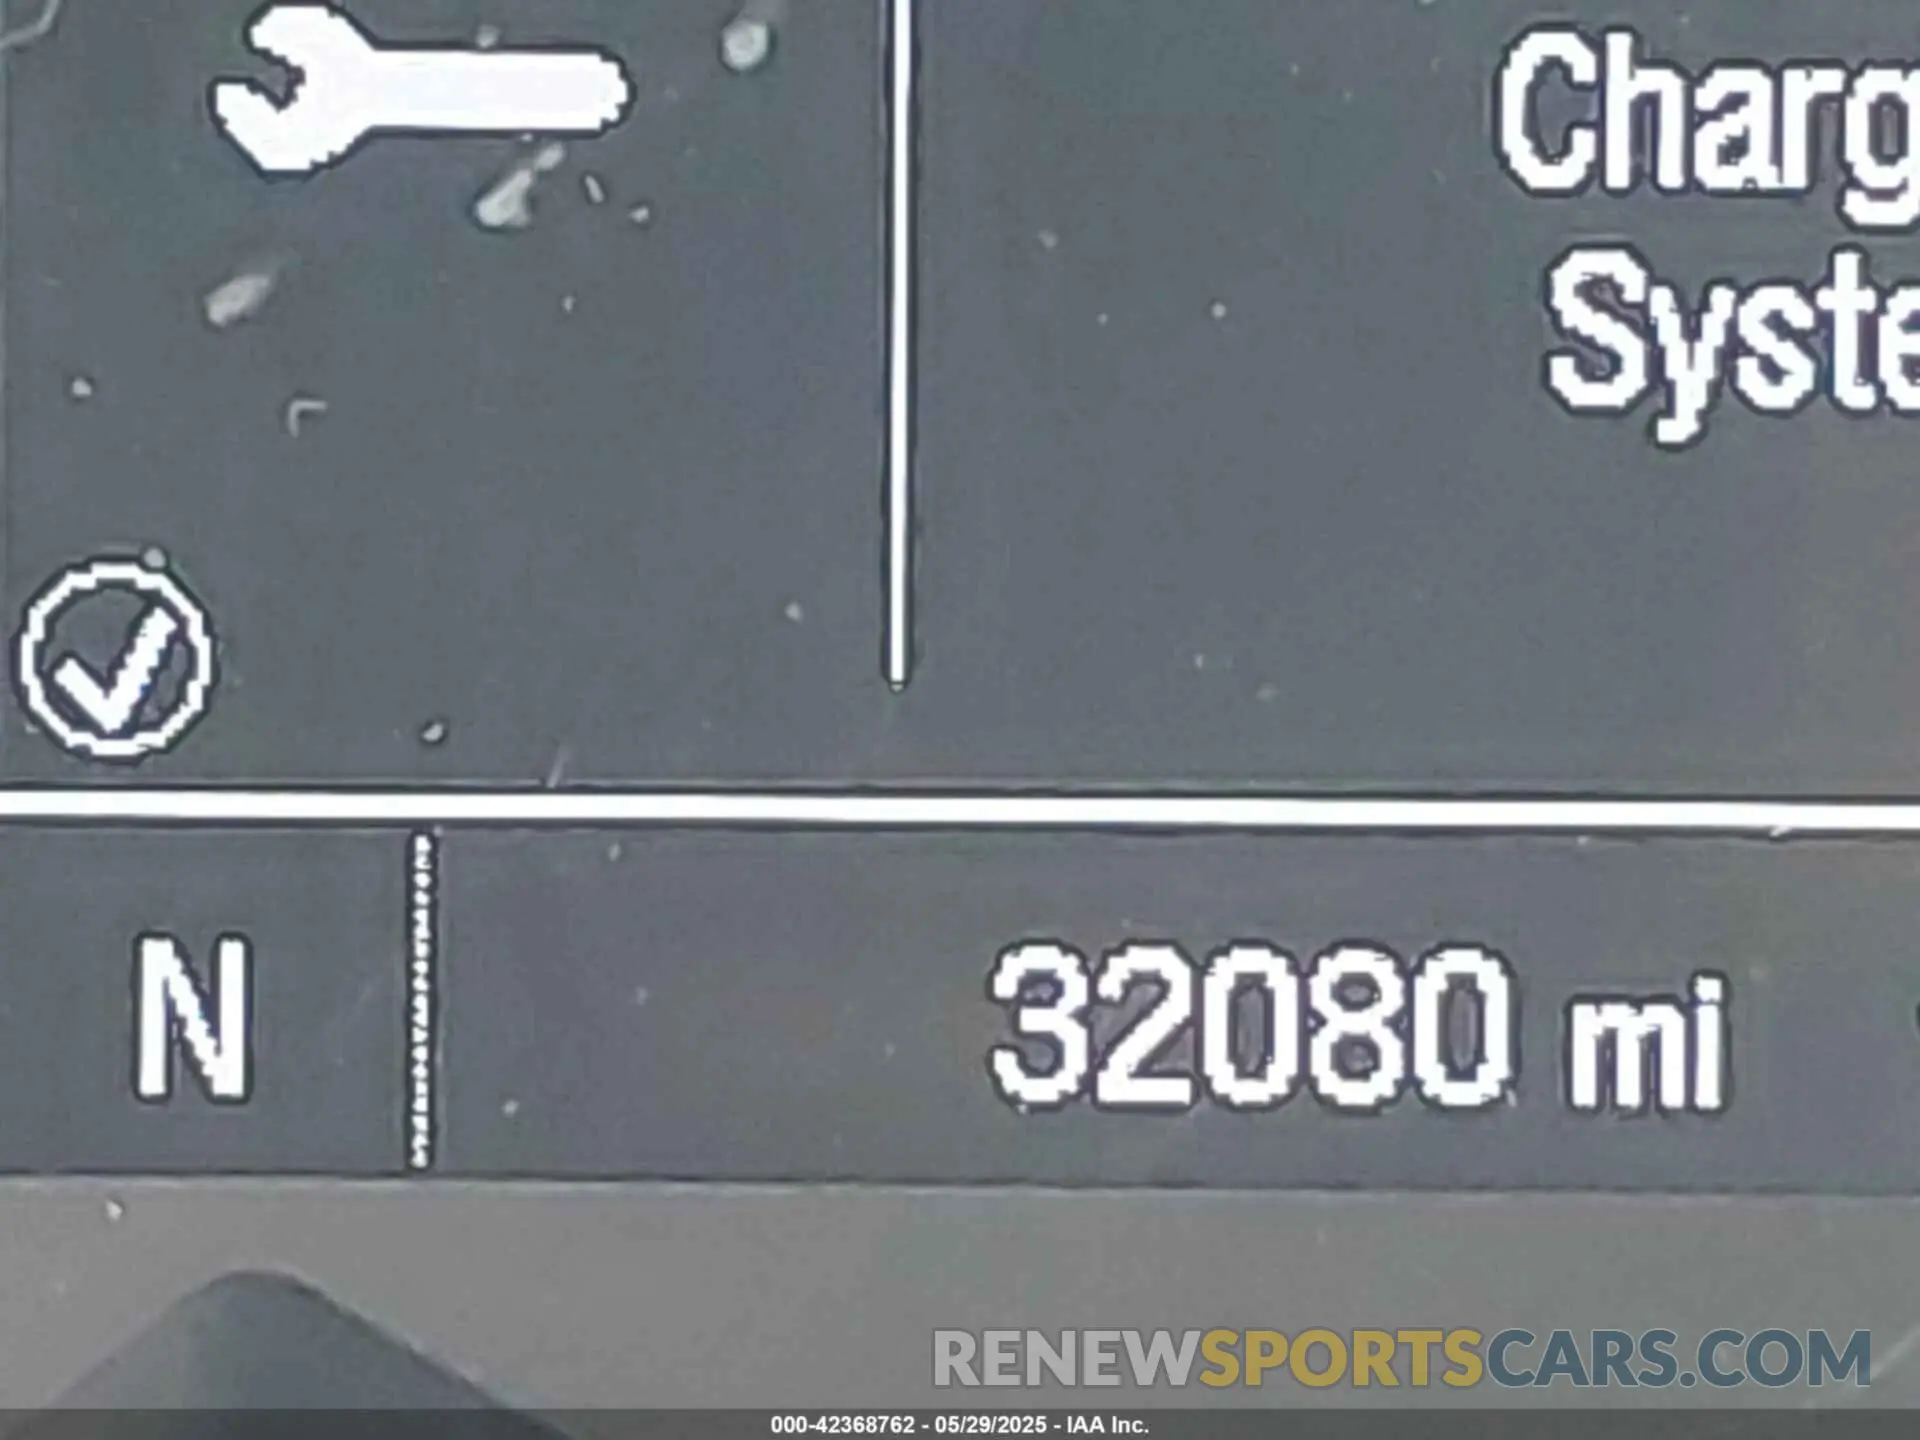 Charg
Syste
N
32080 mi
RENEWSPORTSCARS.COM
000-42368762 - 05/29/2025 - IAA Inc.